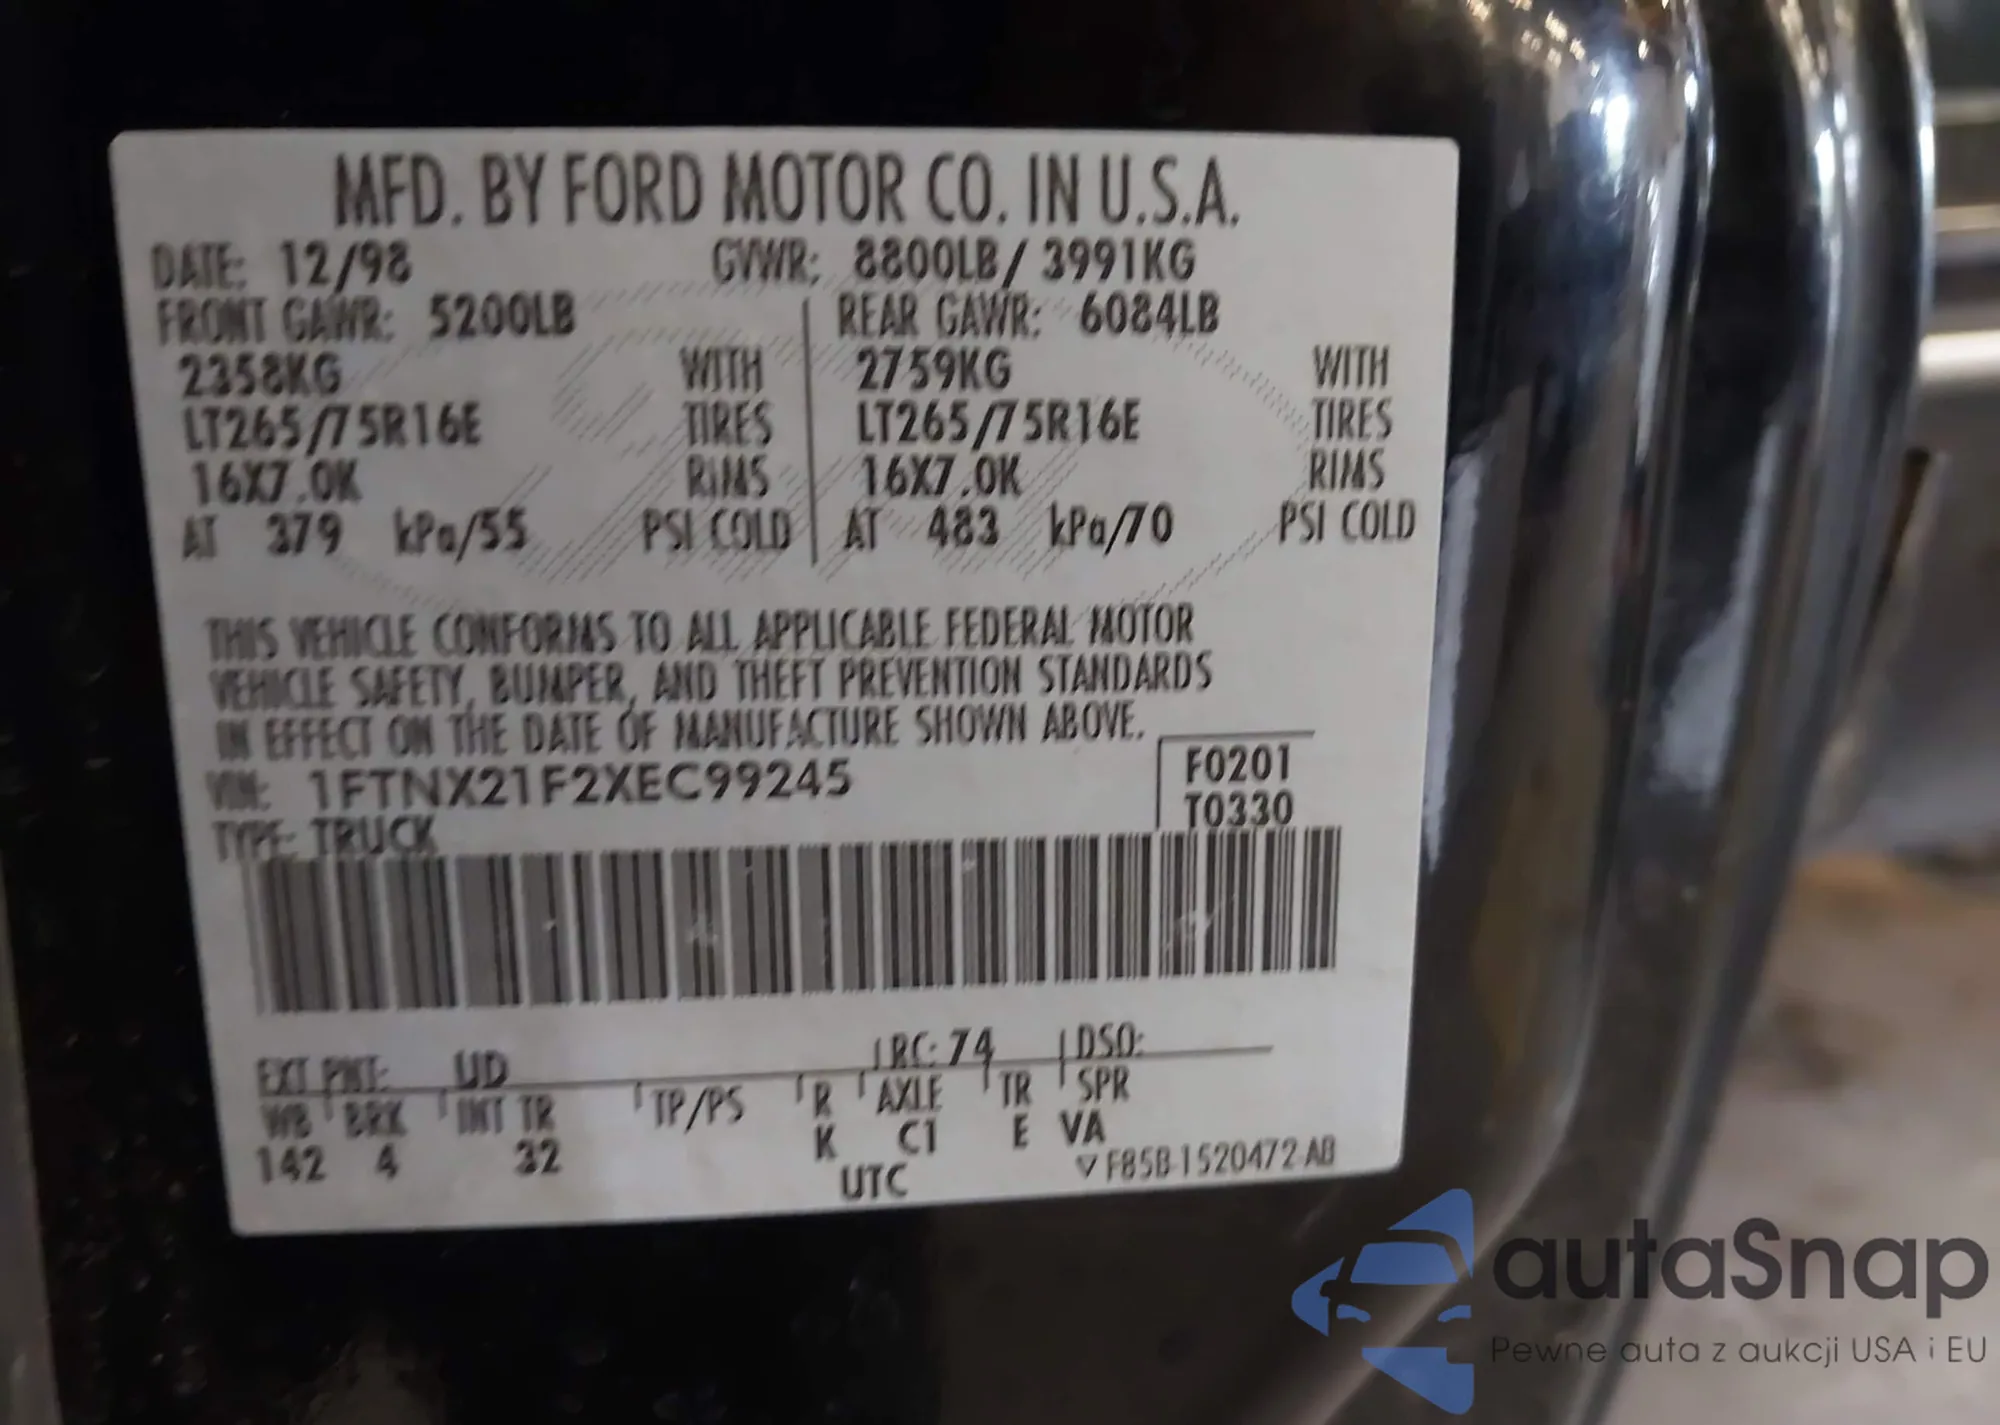 MFD. BY FORD MOTOR CO. IN U.S.A.
DATE: 12/98 GVWR: 8800LB/ 3991KG
FRONT GAWR: 5200LB REAR GAWR: 6084LB
2358KG WITH 2759KG WITH
LT265/75R16E TIRES LT265/75R16E TIRES
16X7.0K RIMS 16X7.0K RIMS
AT 379 kPa/55 PSI COLD AT 483 kPa/70 PSI COLD
THIS VEHICLE CONFORMS TO ALL APPLICABLE FEDERAL MOTOR
VEHICLE SAFETY, BUMPER, AND THEFT PREVENTION STANDARDS
IN EFFECT ON THE DATE OF MANUFACTURE SHOWN ABOVE.
VIN: 1FTNX21F2XEC99245 F0201
TYPE: TRUCK T0330
EXT PNT: UD RC: 74 DSO:
WB BRK INT TR TP/PS R AXLE TR SPR
142 4 32 K C1 E VA
UTC ▽ F85B-1520472-AB
autaSnap
Pewne auta z aukcji USA i EU